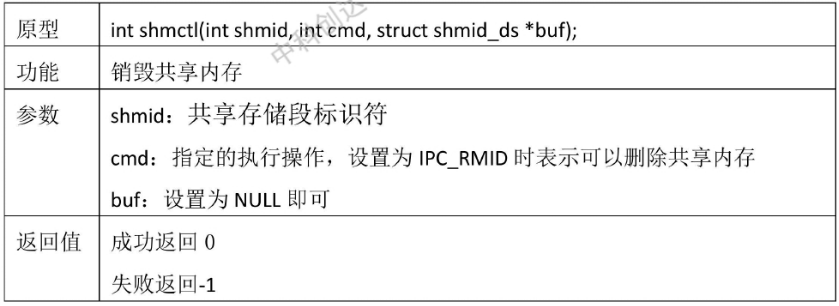 原型 int shmctl(int shmid, int cmd, struct shmid_ds *buf);
功能 销毁共享内存
参数 shmid：共享存储段标识符
cmd：指定的执行操作，设置为 IPC_RMID 时表示可以删除共享内存
buf：设置为 NULL 即可
返回值 成功返回 0
失败返回-1
中科创达